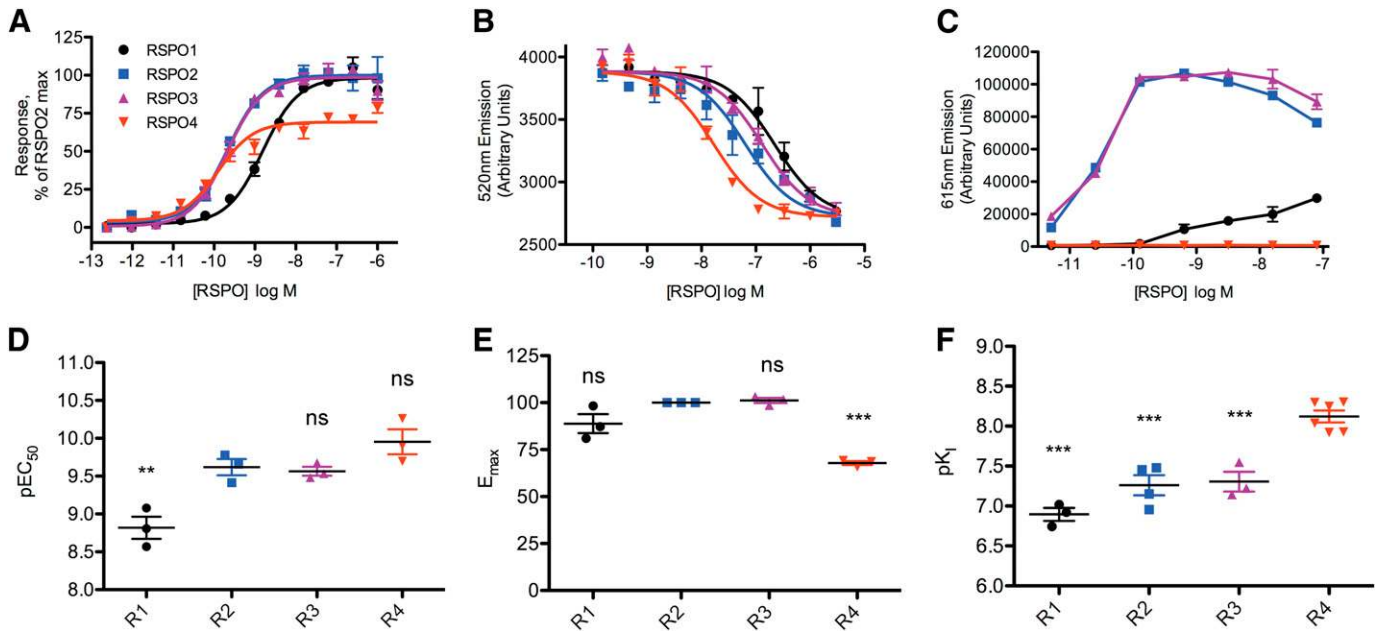 A
Response,
% of RSPO2 max
125
100
75
50
25
0
-13 -12 -11 -10 -9 -8 -7 -6
[RSPO] log M
RSPO1
RSPO2
RSPO3
RSPO4
B
520nm Emission
(Arbitrary Units)
4000
3500
3000
2500
-10 -9 -8 -7 -6 -5
[RSPO] log M
C
615nm Emission
(Arbitrary Units)
120000
100000
80000
60000
40000
20000
0
-11 -10 -9 -8 -7
[RSPO] log M
D
pEC50
11.0
10.5
10.0
9.5
9.0
8.5
8.0
**
ns
ns
R1 R2 R3 R4
E
Emax
125
100
75
50
25
0
ns
ns
***
R1 R2 R3 R4
F
pKI
9.0
8.5
8.0
7.5
7.0
6.5
6.0
***
***
***
R1 R2 R3 R4